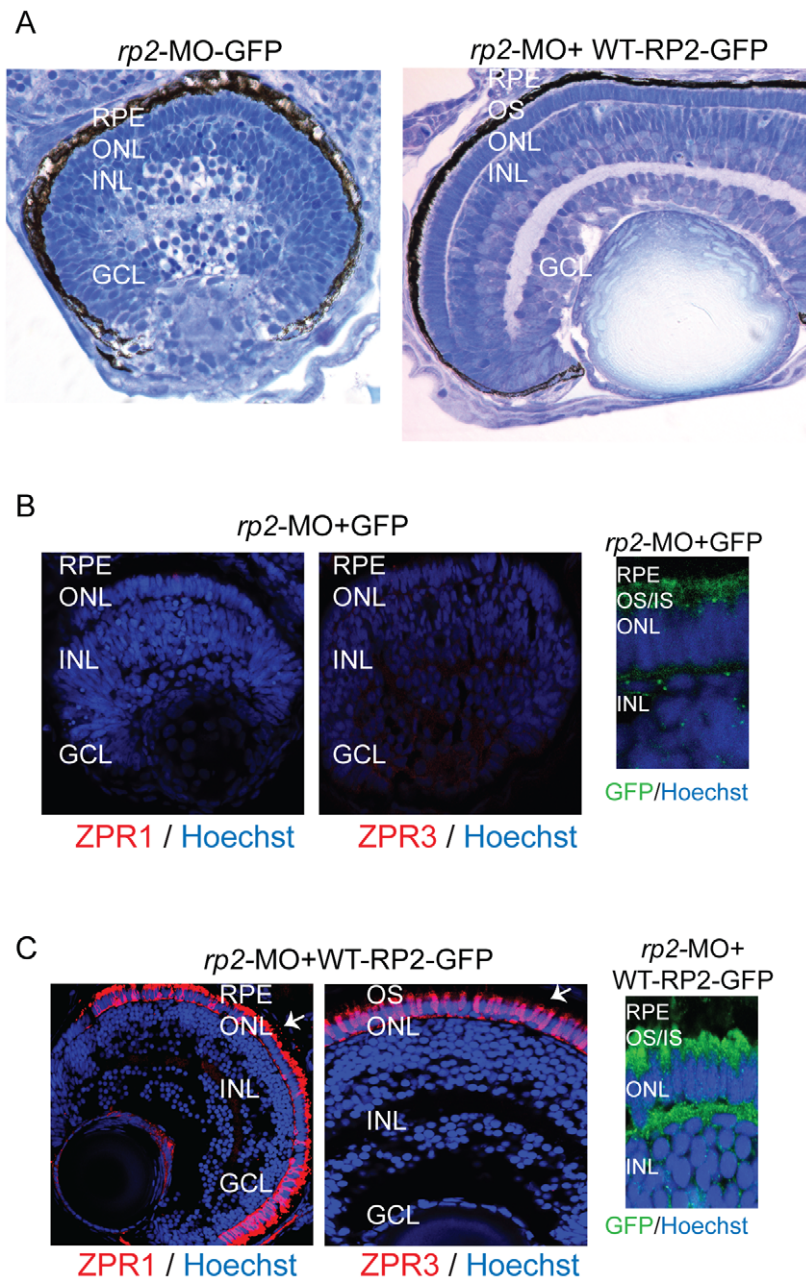 A
rp2-MO-GFP
rp2-MO+ WT-RP2-GFP
RPE
ONL
INL
GCL
RPE
OS
ONL
INL
GCL
B
rp2-MO+GFP
RPE
ONL
INL
GCL
ZPR1 / Hoechst
RPE
ONL
INL
GCL
ZPR3 / Hoechst
rp2-MO+GFP
RPE
OS/IS
ONL
INL
GFP/Hoechst
C
rp2-MO+WT-RP2-GFP
RPE
ONL
INL
GCL
ZPR1 / Hoechst
OS
ONL
INL
GCL
ZPR3 / Hoechst
rp2-MO+
WT-RP2-GFP
RPE
OS/IS
ONL
INL
GFP/Hoechst